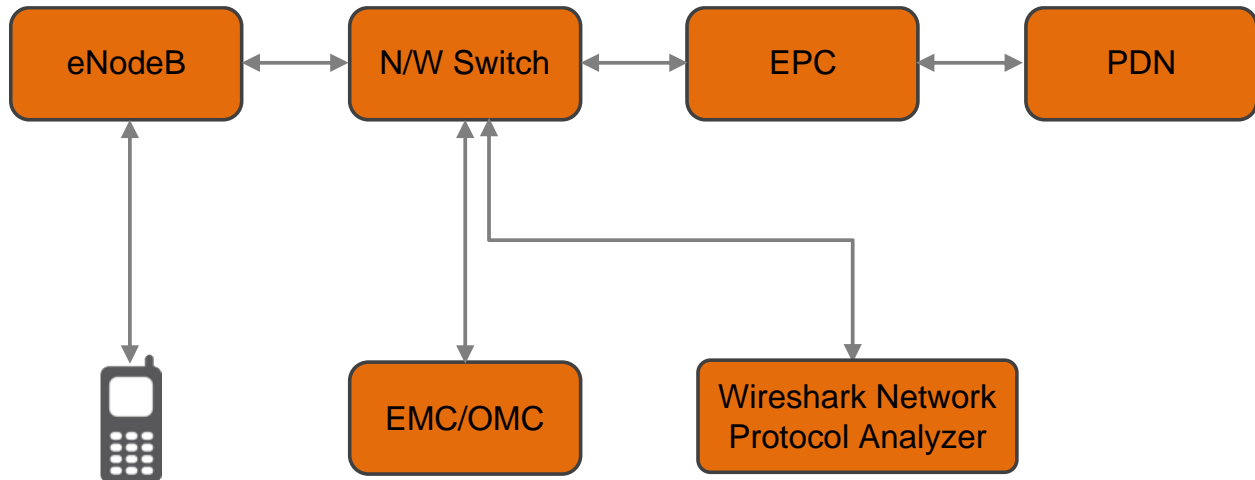 eNodeB
N/W Switch
EPC
PDN
EMC/OMC
Wireshark Network
Protocol Analyzer